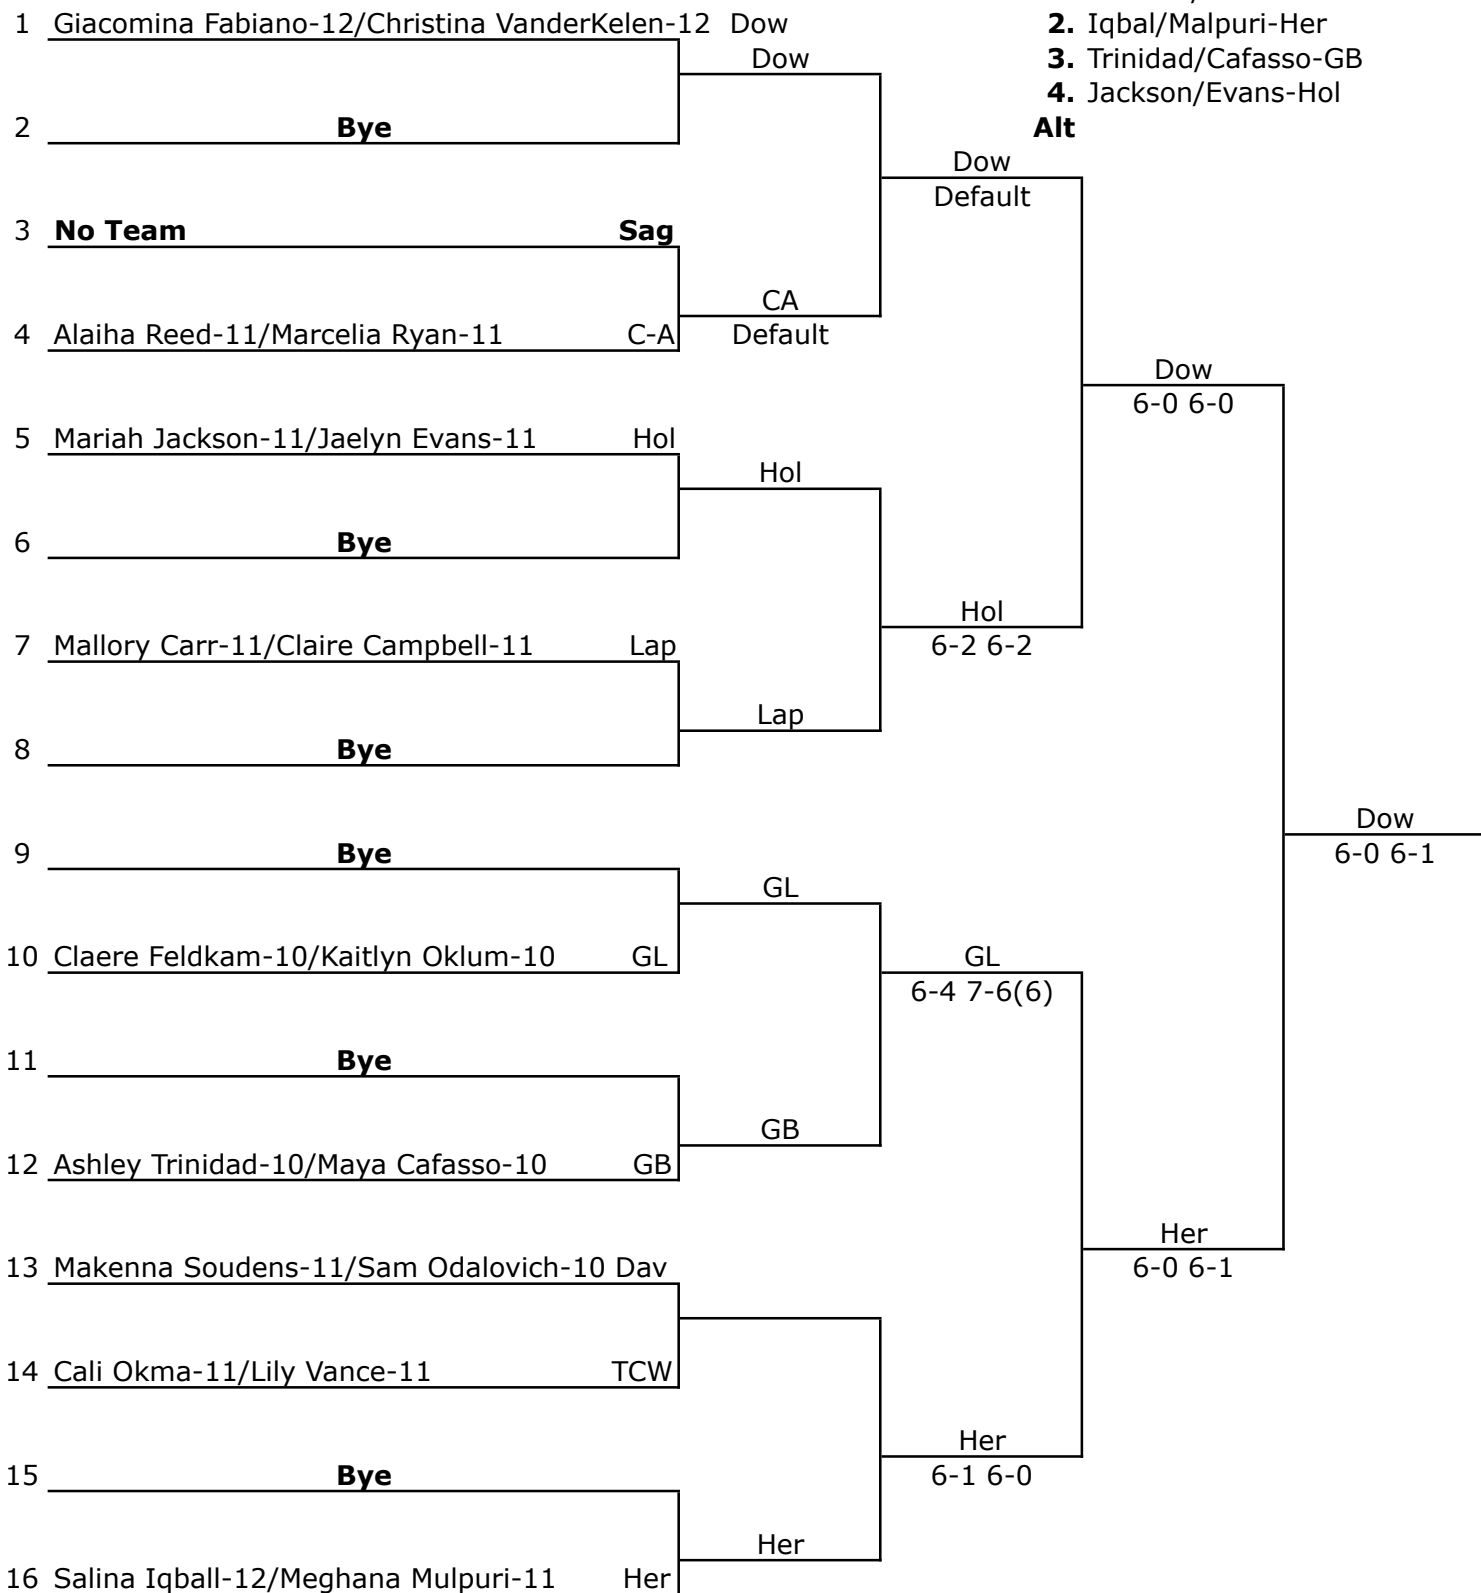 1 Giacomina Fabiano-12/Christina VanderKelen-12 Dow
2. Iqbal/Malpuri-Her
Dow
3. Trinidad/Cafasso-GB
4. Jackson/Evans-Hol
2 Bye
Alt
Dow
Default
3 No Team Sag
CA
4 Alaiha Reed-11/Marcelia Ryan-11 C-A
Default
Dow
6-0 6-0
5 Mariah Jackson-11/Jaelyn Evans-11 Hol
Hol
6 Bye
Hol
7 Mallory Carr-11/Claire Campbell-11 Lap
6-2 6-2
Lap
8 Bye
Dow
9 Bye
6-0 6-1
GL
10 Claere Feldkam-10/Kaitlyn Oklum-10 GL
GL
6-4 7-6(6)
11 Bye
GB
12 Ashley Trinidad-10/Maya Cafasso-10 GB
Her
13 Makenna Soudens-11/Sam Odalovich-10 Dav
6-0 6-1
14 Cali Okma-11/Lily Vance-11 TCW
Her
15 Bye
6-1 6-0
Her
16 Salina Iqball-12/Meghana Mulpuri-11 Her